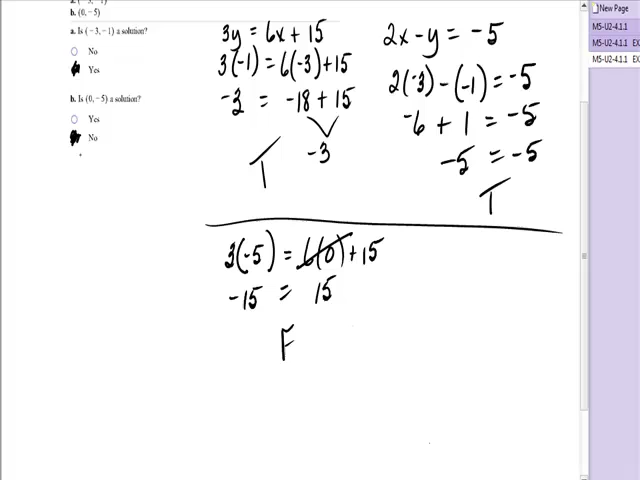 b. (0, −5)
a. Is (−3, −1) a solution?
No
Yes
b. Is (0, −5) a solution?
Yes
No
3y = 6x + 15
3(-1) = 6(-3)+15
-3 = -18 + 15
-3
T
2x - y = -5
2(-3) - (-1) = -5
-6 + 1 = -5
-5 = -5
T
3(-5) = 6(0) + 15
-15 = 15
F
New Page
M5-U2-4.1.1
M5-U2-4.1.1 EX
M5-U2-4.1.1 EX